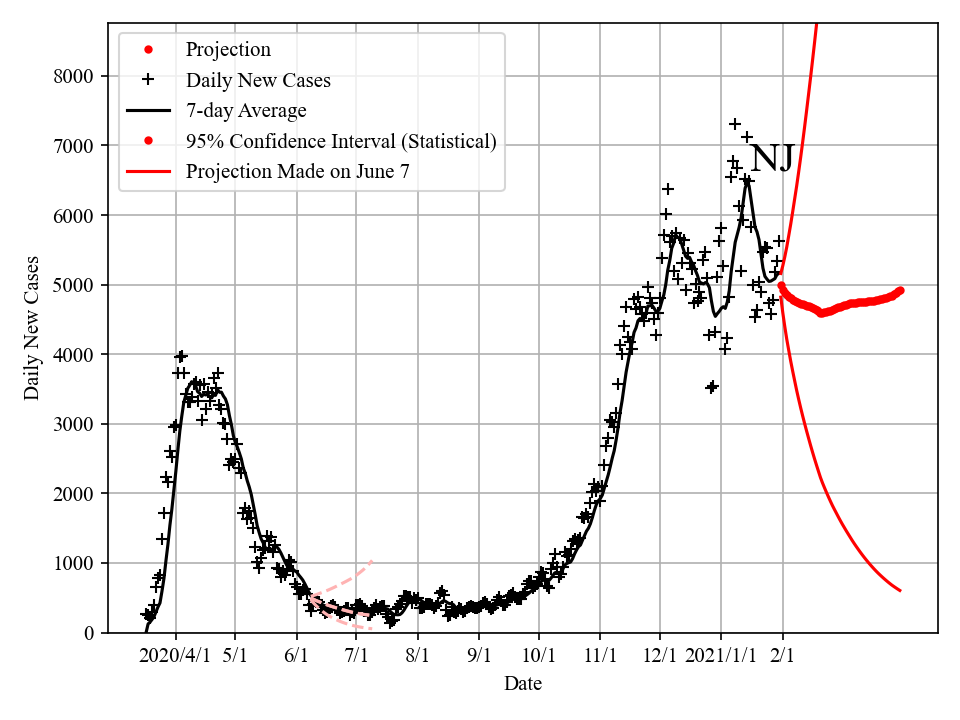 Projection
Daily New Cases
7-day Average
95% Confidence Interval (Statistical)
Projection Made on June 7
NJ
8000
7000
6000
5000
4000
3000
2000
1000
0
Daily New Cases
2020/4/1 5/1 6/1 7/1 8/1 9/1 10/1 11/1 12/1 2021/1/1 2/1
Date